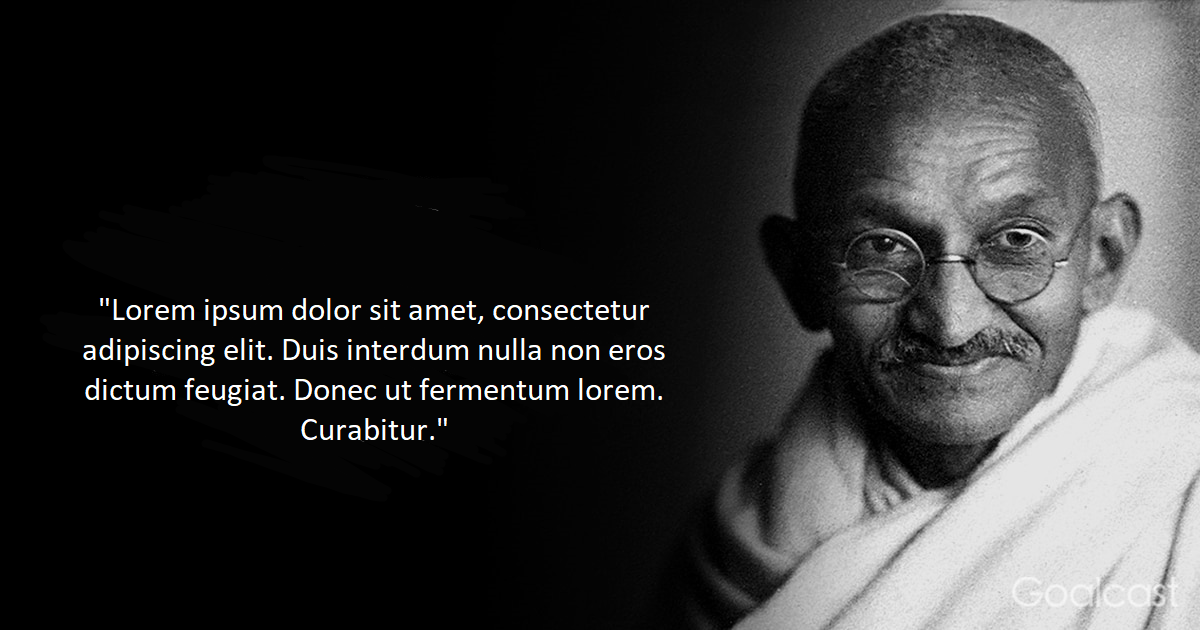 "Lorem ipsum dolor sit amet, consectetur
adipiscing elit. Duis interdum nulla non eros
dictum feugiat. Donec ut fermentum lorem.
Curabitur."
Goalcast